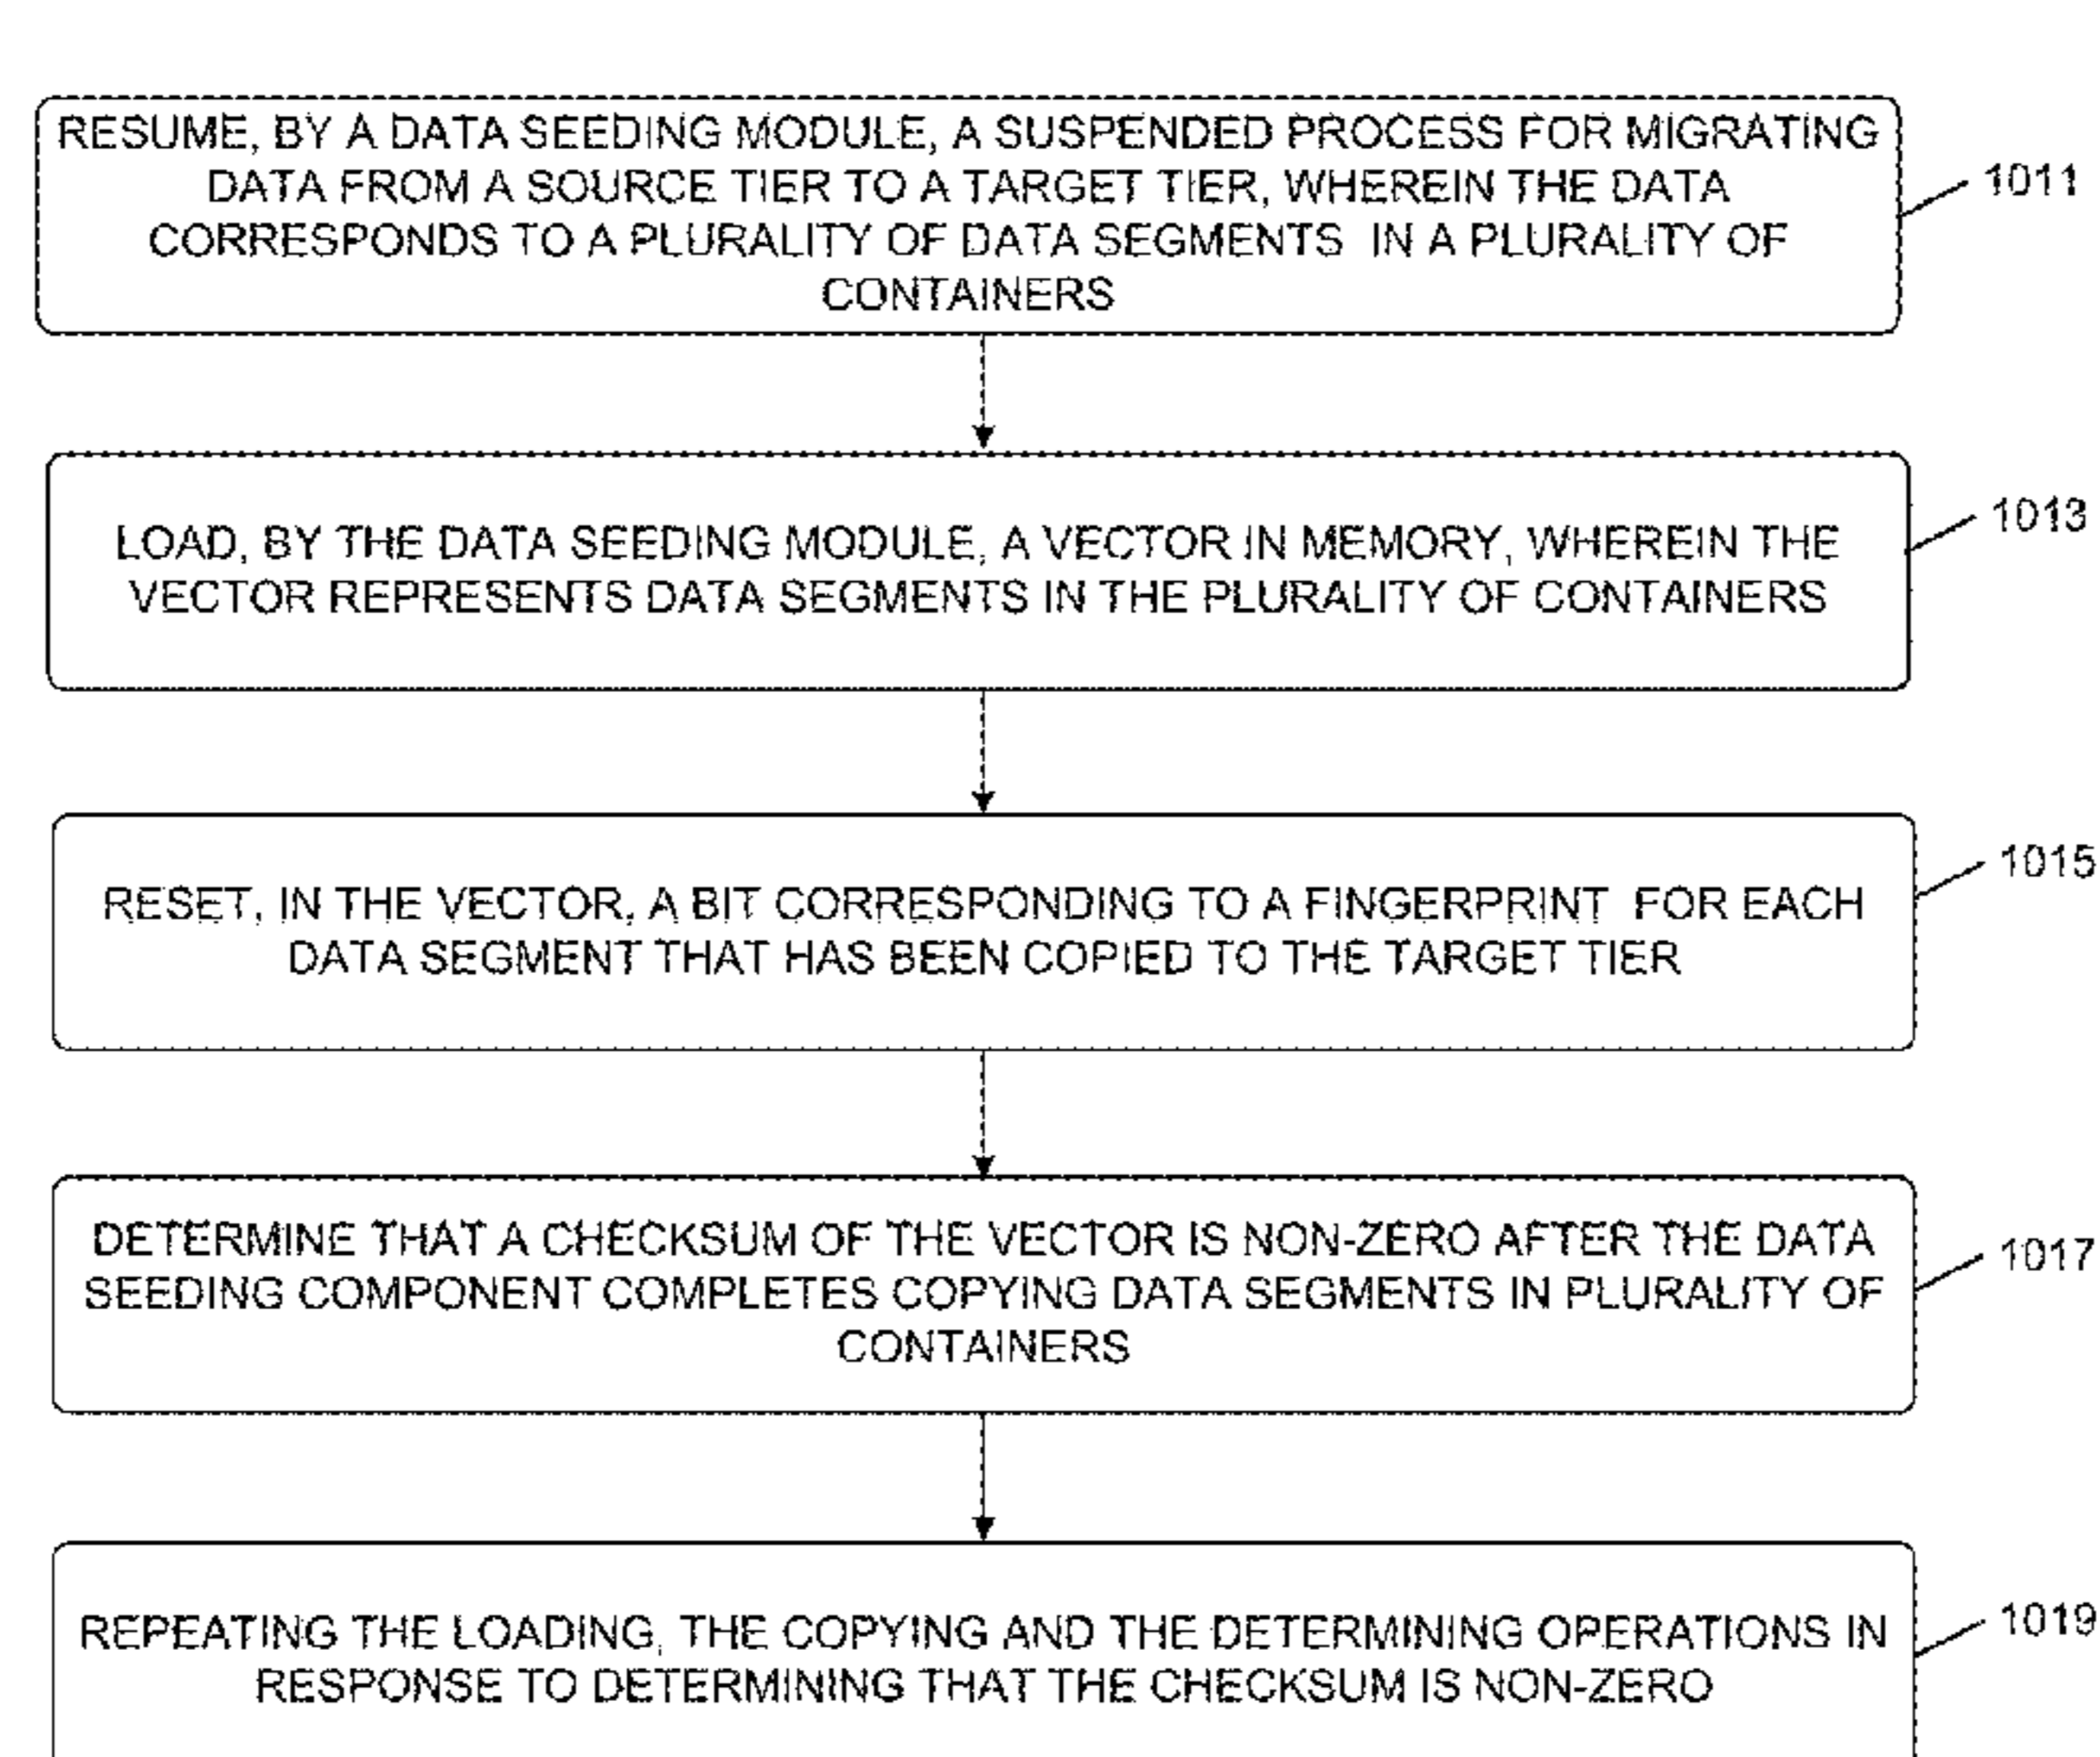 RESUME, BY A DATA SEEDING MODULE, A SUSPENDED PROCESS FOR MIGRATING
DATA FROM A SOURCE TIER TO A TARGET TIER, WHEREIN THE DATA
CORRESPONDS TO A PLURALITY OF DATA SEGMENTS IN A PLURALITY OF
CONTAINERS
1011
LOAD, BY THE DATA SEEDING MODULE, A VECTOR IN MEMORY, WHEREIN THE
VECTOR REPRESENTS DATA SEGMENTS IN THE PLURALITY OF CONTAINERS
1013
RESET, IN THE VECTOR, A BIT CORRESPONDING TO A FINGERPRINT FOR EACH
DATA SEGMENT THAT HAS BEEN COPIED TO THE TARGET TIER
1015
DETERMINE THAT A CHECKSUM OF THE VECTOR IS NON-ZERO AFTER THE DATA
SEEDING COMPONENT COMPLETES COPYING DATA SEGMENTS IN PLURALITY OF
CONTAINERS
1017
REPEATING THE LOADING, THE COPYING AND THE DETERMINING OPERATIONS IN
RESPONSE TO DETERMINING THAT THE CHECKSUM IS NON-ZERO
1019